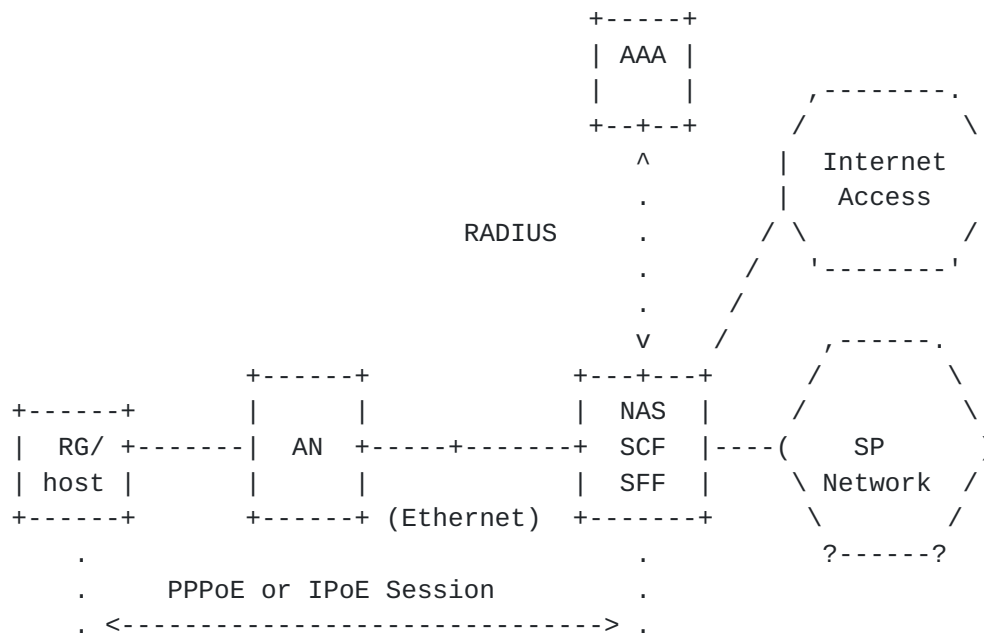 +-----+
| AAA |
|     |          ,--------.
+--+--+         /          \
^        |  Internet
.        |   Access
RADIUS     .       / \          /
.      /   '--------'
.     /
v    /      ,------.
+------+             +---+---+      /        \
+------+       |      |             |  NAS  |     /          \
|  RG/ +-------|  AN  +-----+-------+  SCF  |----(    SP       )
| host |       |      |             |  SFF  |     \ Network  /
+------+       +------+ (Ethernet)  +-------+      \        /
.                                   .           ?------?
.     PPPoE or IPoE Session         .
. <-------------------------------> .